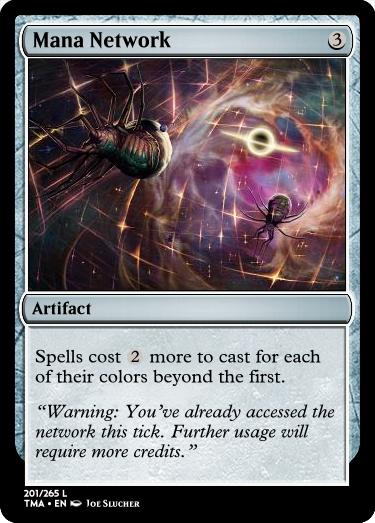 Mana Network 3
Artifact
Spells cost 2 more to cast for each
of their colors beyond the first.
“Warning: You’ve already accessed the
network this tick. Further usage will
require more credits.”
201/265 L
TMA • EN Joe Slucher